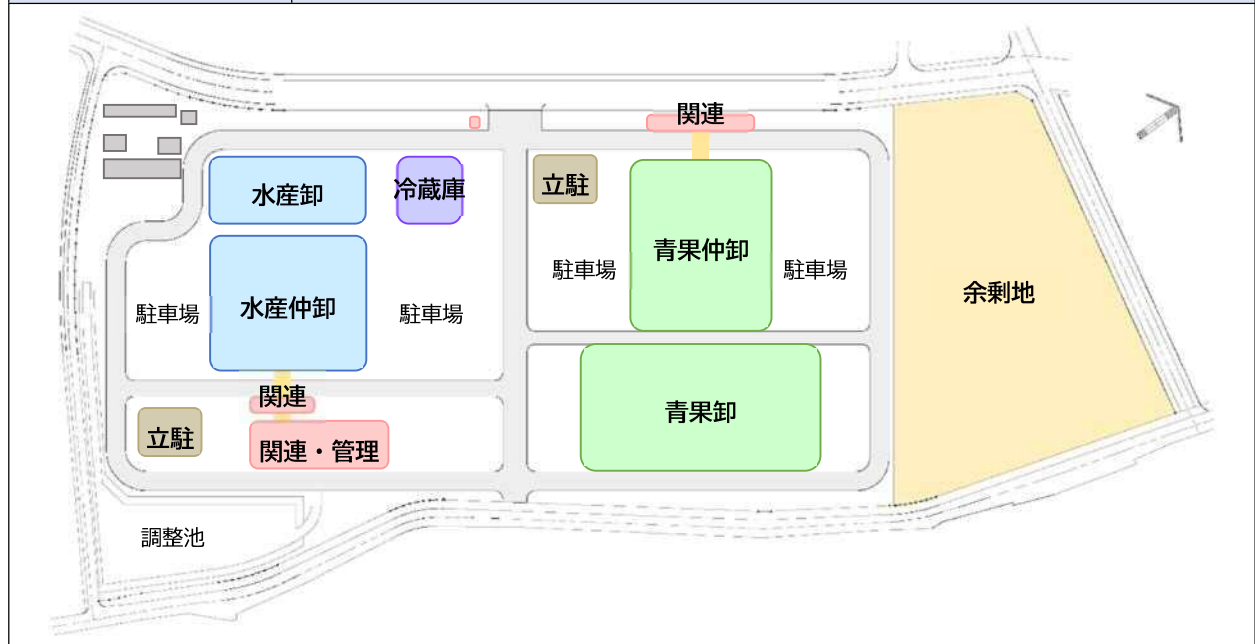 関連
水産卸
冷蔵庫
立駐
青果仲卸
駐車場
駐車場
水産仲卸
駐車場
駐車場
余剰地
関連
立駐
関連・管理
青果卸
調整池